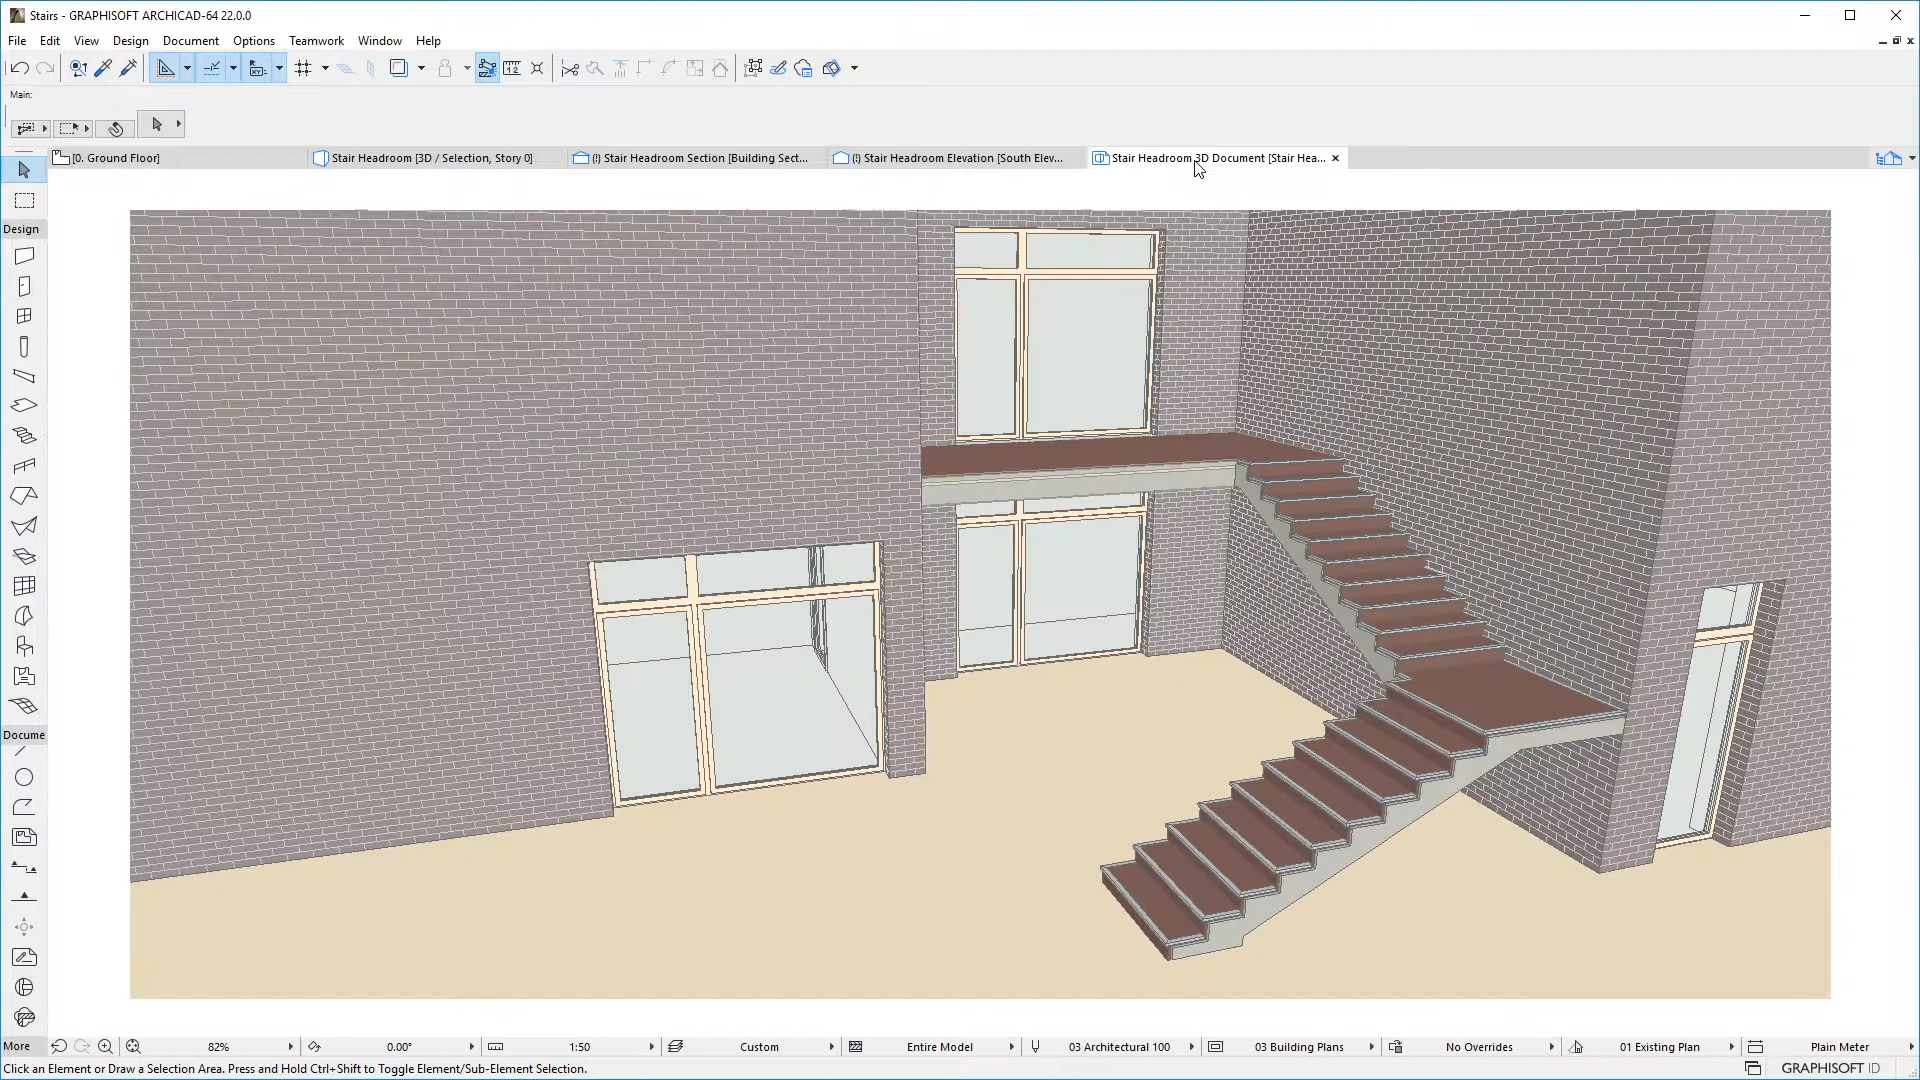 Stairs - GRAPHISOFT ARCHICAD-64 22.0.0
File Edit View Design Document Options Teamwork Window Help
Main:
[0. Ground Floor] Stair Headroom [3D / Selection, Story 0] (!) Stair Headroom Section [Building Sect... (!) Stair Headroom Elevation [South Elev... Stair Headroom 3D Document [Stair Hea...
Design
Docume
More 82% 0.00° 1:50 Custom Entire Model 03 Architectural 100 03 Building Plans No Overrides 01 Existing Plan Plain Meter
Click an Element or Draw a Selection Area. Press and Hold Ctrl+Shift to Toggle Element/Sub-Element Selection.
GRAPHISOFT ID